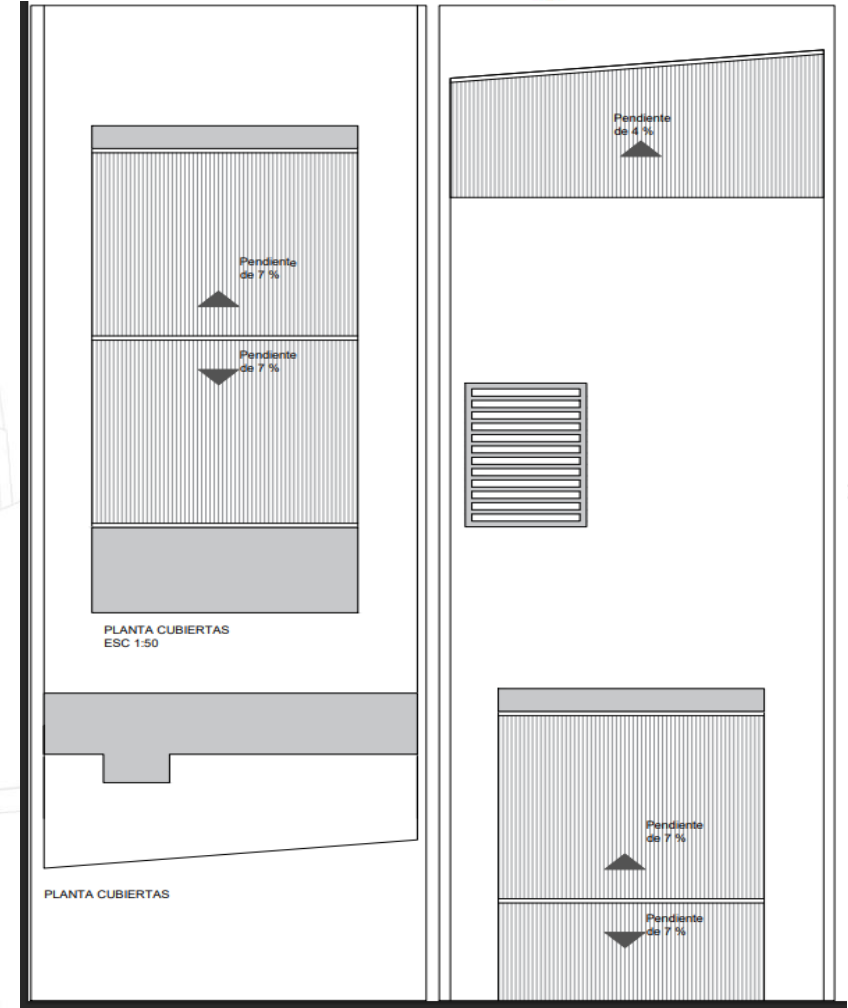 Pendiente
de 7 %
Pendiente
de 7 %
PLANTA CUBIERTAS
ESC 1:50
PLANTA CUBIERTAS
Pendiente
de 4 %
Pendiente
de 7 %
Pendiente
de 7 %